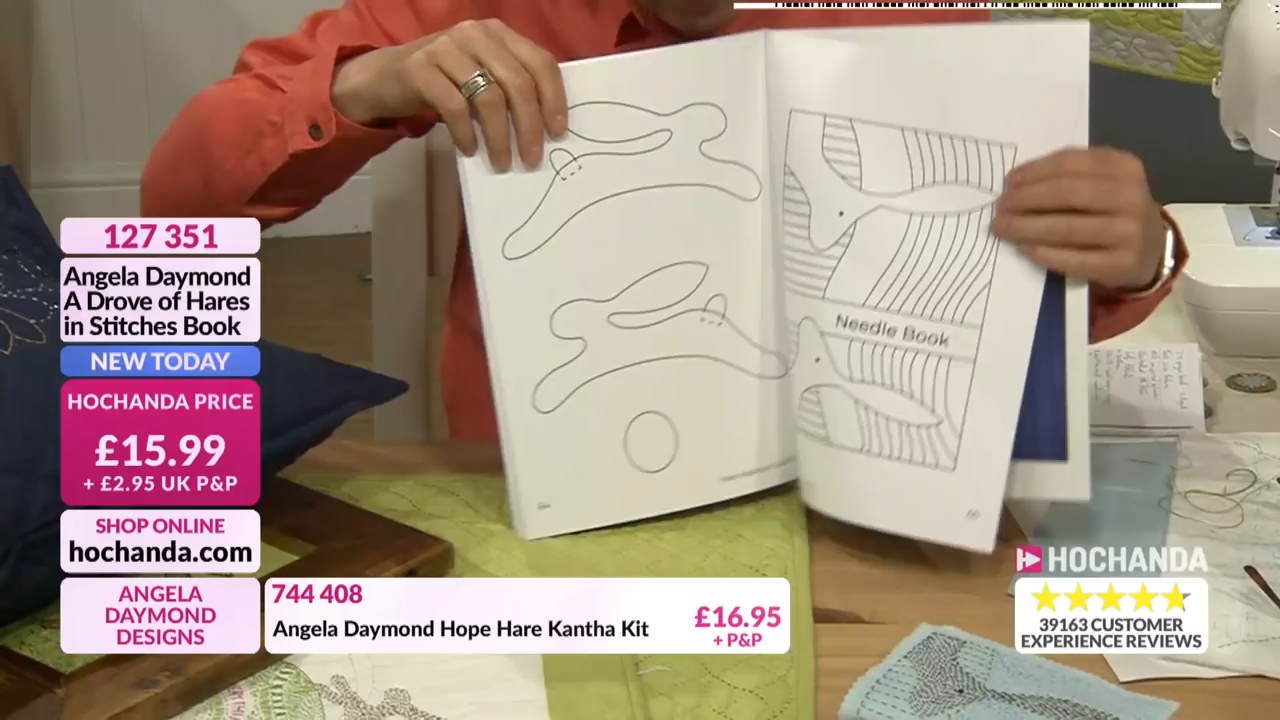 127 351
Angela Daymond
A Drove of Hares
in Stitches Book
NEW TODAY
HOCHANDA PRICE
£15.99
+ £2.95 UK P&P
SHOP ONLINE
hochanda.com
ANGELA
DAYMOND
DESIGNS
744 408
Angela Daymond Hope Hare Kantha Kit
£16.95
+ P&P
Needle Book
HOCHANDA
39163 CUSTOMER
EXPERIENCE REVIEWS